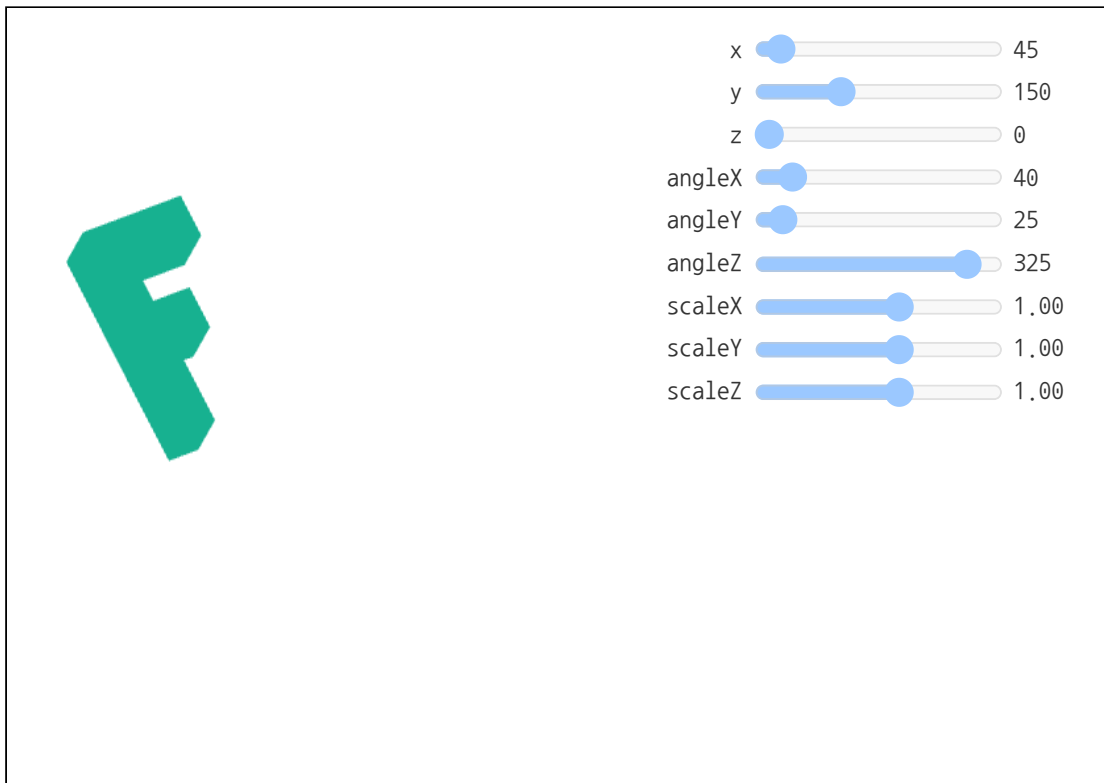 F
x 45
y 150
z 0
angleX 40
angleY 25
angleZ 325
scaleX 1.00
scaleY 1.00
scaleZ 1.00